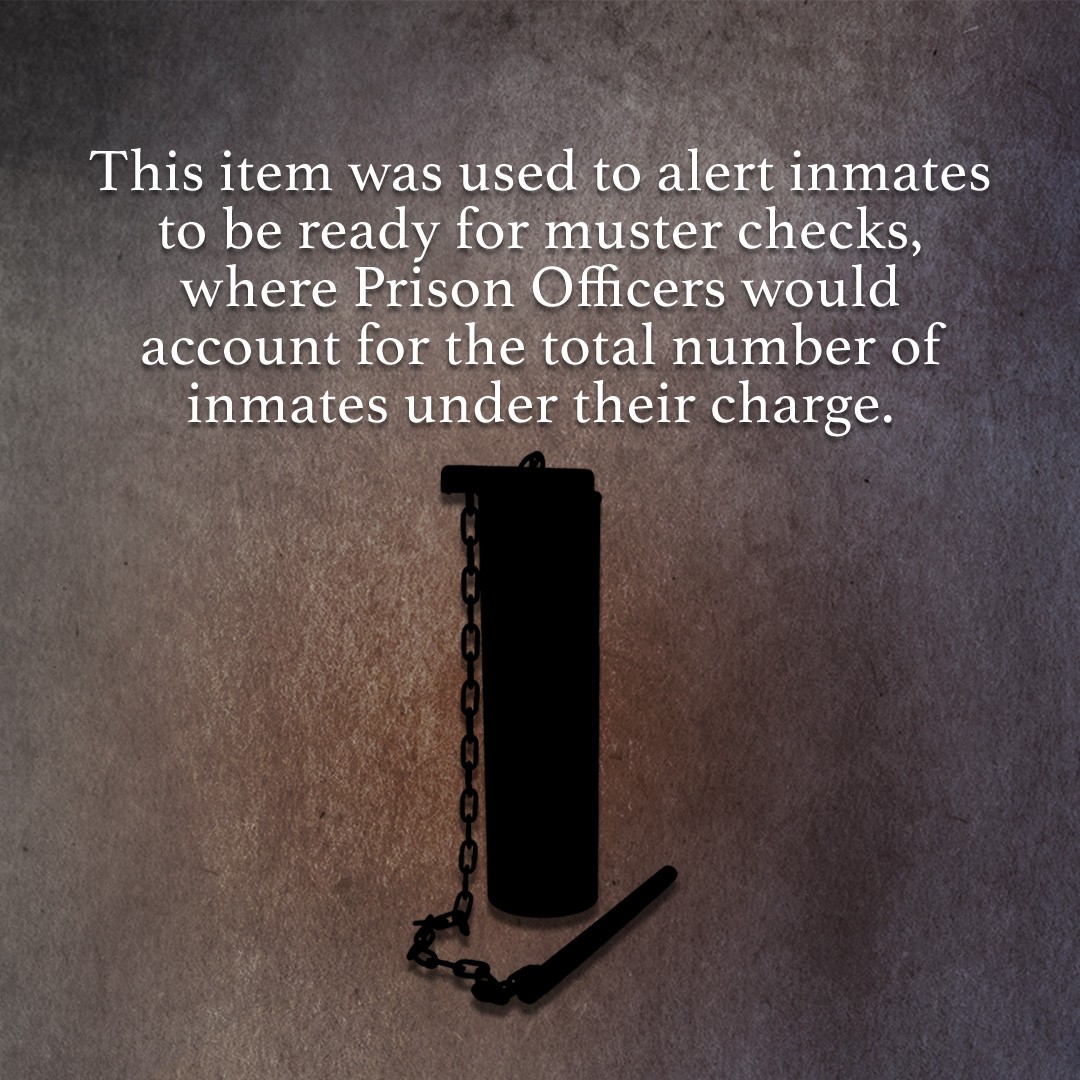 This item was used to alert inmates
to be ready for muster checks,
where Prison Officers would
account for the total number of
inmates under their charge.